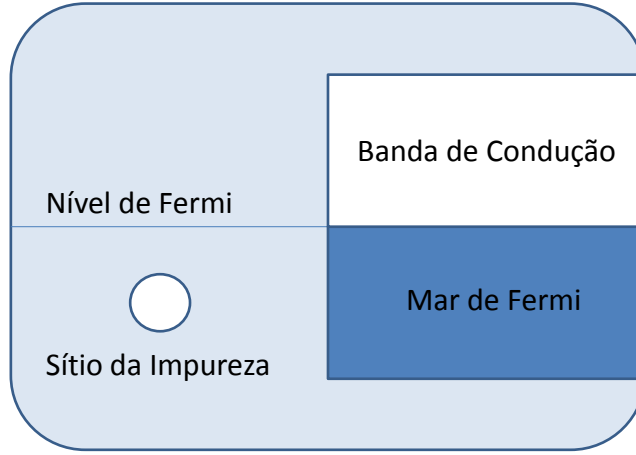 Banda de Condução
Nível de Fermi
Mar de Fermi
Sítio da Impureza